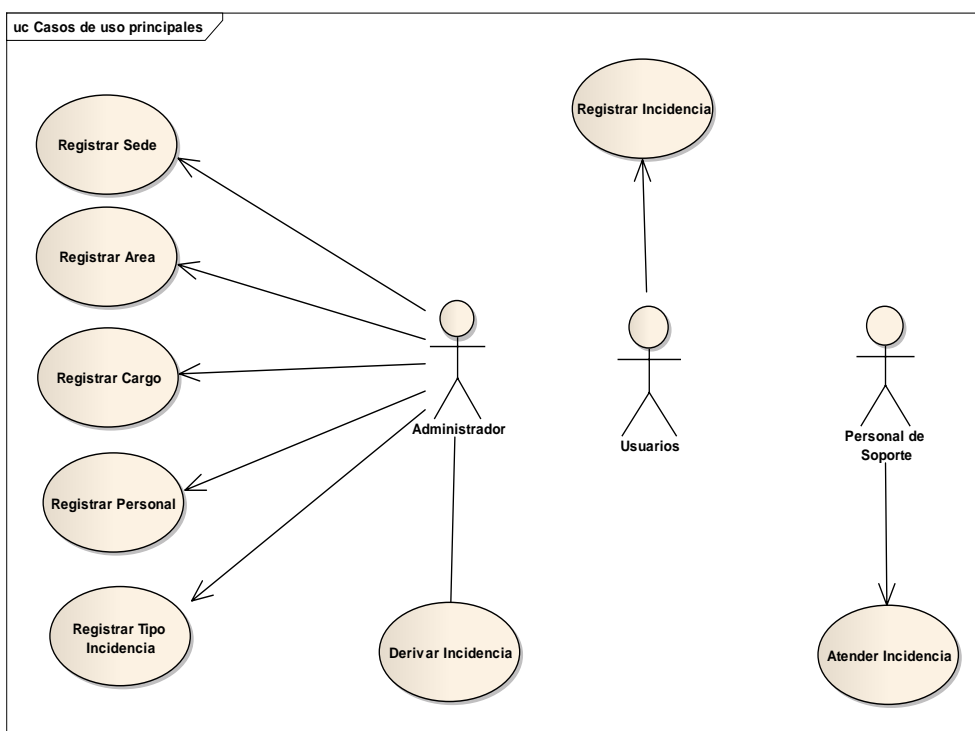 uc Casos de uso principales
Registrar Incidencia
Registrar Sede
Registrar Area
Registrar Cargo
Administrador
Usuarios
Personal de
Soporte
Registrar Personal
Registrar Tipo
Incidencia
Derivar Incidencia
Atender Incidencia